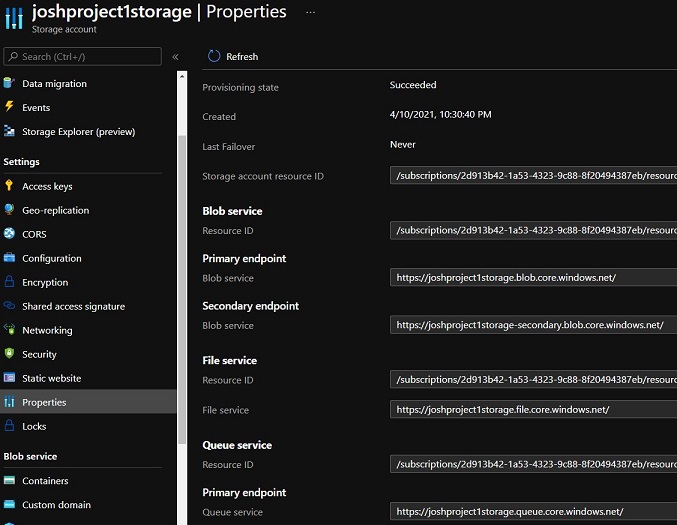 joshproject1storage | Properties ...
Storage account
Search (Ctrl+/)
«
Data migration
Events
Storage Explorer (preview)
Settings
Access keys
Geo-replication
CORS
Configuration
Encryption
Shared access signature
Networking
Security
Static website
Properties
Locks
Blob service
Containers
Custom domain
Refresh
Provisioning state Succeeded
Created 4/10/2021, 10:30:40 PM
Last Failover Never
Storage account resource ID /subscriptions/2d913b42-1a53-4323-9c88-8f20494387eb/resourc
Blob service
Resource ID /subscriptions/2d913b42-1a53-4323-9c88-8f20494387eb/resourc
Primary endpoint
Blob service https://joshproject1storage.blob.core.windows.net/
Secondary endpoint
Blob service https://joshproject1storage-secondary.blob.core.windows.net/
File service
Resource ID /subscriptions/2d913b42-1a53-4323-9c88-8f20494387eb/resourc
File service https://joshproject1storage.file.core.windows.net/
Queue service
Resource ID /subscriptions/2d913b42-1a53-4323-9c88-8f20494387eb/resourc
Primary endpoint
Queue service https://joshproject1storage.queue.core.windows.net/